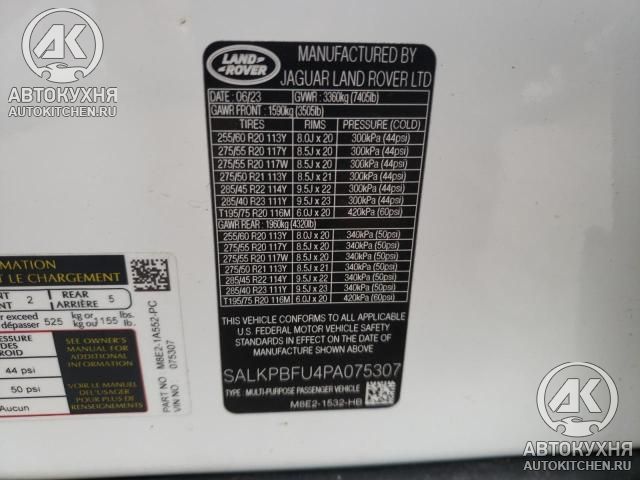 АК
АВТОКУХНЯ
AUTOKITCHEN.RU
АК
АВТОКУХНЯ
AUTOKITCHEN.RU
LAND
ROVER
MANUFACTURED BY
JAGUAR LAND ROVER LTD
DATE : 06/23 GVWR : 3360kg (7405lb)
GAWR FRONT : 1590kg (3505lb)
TIRES RIMS PRESSURE (COLD)
255/60 R20 113Y 8.0J x 20 300kPa (44psi)
275/55 R20 117Y 8.5J x 20 300kPa (44psi)
275/55 R20 117W 8.5J x 20 300kPa (44psi)
275/50 R21 113Y 8.5J x 21 300kPa (44psi)
285/45 R22 114Y 9.5J x 22 300kPa (44psi)
285/40 R23 111Y 9.5J x 23 300kPa (44psi)
T195/75 R20 116M 6.0J x 20 420kPa (60psi)
GAWR REAR : 1960kg (4320lb)
255/60 R20 113Y 8.0J x 20 340kPa (50psi)
275/55 R20 117Y 8.5J x 20 340kPa (50psi)
275/55 R20 117W 8.5J x 20 340kPa (50psi)
275/50 R21 113Y 8.5J x 21 340kPa (50psi)
285/45 R22 114Y 9.5J x 22 340kPa (50psi)
285/40 R23 111Y 9.5J x 23 340kPa (50psi)
T195/75 R20 116M 6.0J x 20 420kPa (60psi)
THIS VEHICLE CONFORMS TO ALL APPLICABLE
U.S. FEDERAL MOTOR VEHICLE SAFETY
STANDARDS IN EFFECT ON THE DATE OF
MANUFACTURE SHOWN ABOVE.
SALKPBFU4PA075307
TYPE : MULTI-PURPOSE PASSENGER VEHICLE
M8E2-1532-HB
RMATION
T LE CHARGEMENT
NT 2 REAR
ARRIÈRE 5
r exceed
dépasser 525 kg or
kg ou 1155 lbs.
lb.
ESSURE
DES
ROID
44 psi
50 psi
Aucun
SEE OWNER'S
MANUAL FOR
ADDITIONAL
INFORMATION
VOIR LE MANUEL
DE L'USAGER
POUR PLUS DE
RENSEIGNEMENTS
PART NO M8E2-1A552-PC
VIN NO 075307